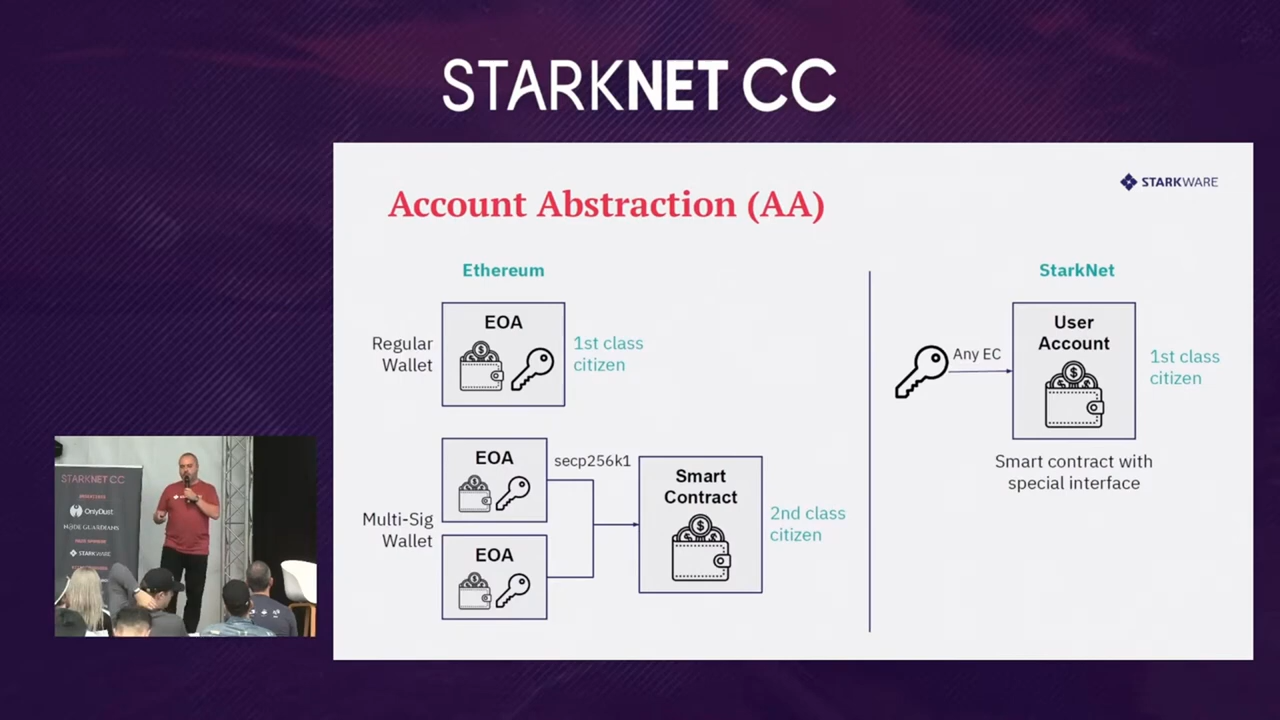 STARKNET CC
STARKWARE
Account Abstraction (AA)
Ethereum
Regular
Wallet
EOA
1st class
citizen
Multi-Sig
Wallet
EOA
EOA
secp256k1
Smart
Contract
2nd class
citizen
StarkNet
Any EC
User
Account
1st class
citizen
Smart contract with
special interface
STARKNET CC
OnlyDust
NODE GUARDIANS
STARKWARE